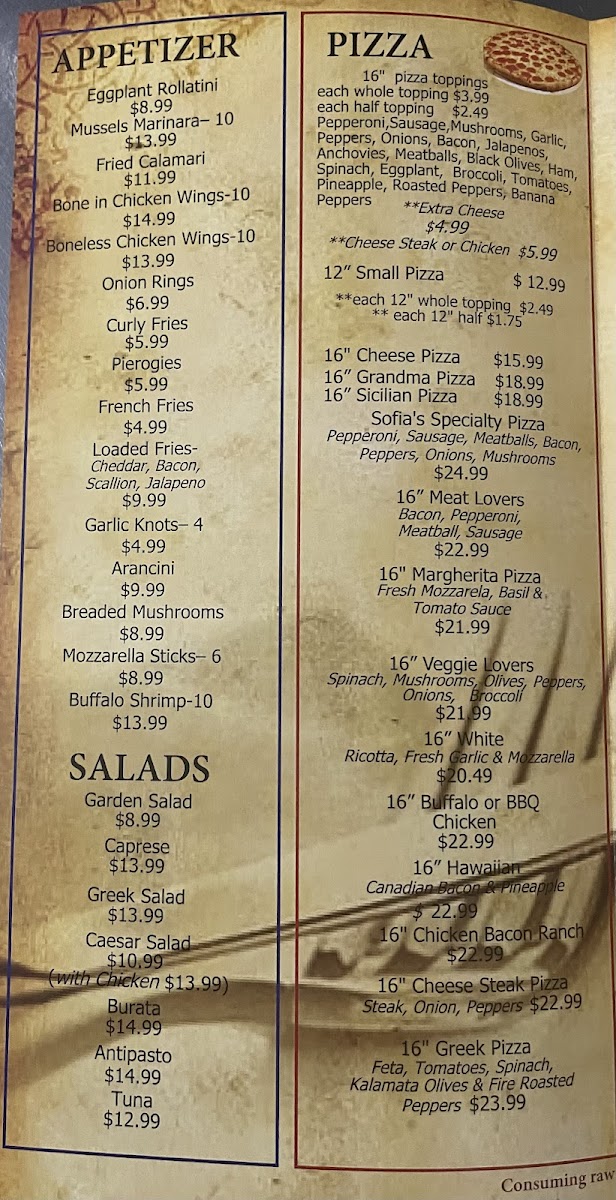 APPETIZER
Eggplant Rollatini
$8.99
Mussels Marinara– 10
$13.99
Fried Calamari
$11.99
Bone in Chicken Wings-10
$14.99
Boneless Chicken Wings-10
$13.99
Onion Rings
$6.99
Curly Fries
$5.99
Pierogies
$5.99
French Fries
$4.99
Loaded Fries-
Cheddar, Bacon,
Scallion, Jalapeno
$9.99
Garlic Knots– 4
$4.99
Arancini
$9.99
Breaded Mushrooms
$8.99
Mozzarella Sticks– 6
$8.99
Buffalo Shrimp-10
$13.99
SALADS
Garden Salad
$8.99
Caprese
$13.99
Greek Salad
$13.99
Caesar Salad
$10.99
(with Chicken $13.99)
Burata
$14.99
Antipasto
$14.99
Tuna
$12.99
PIZZA
16" pizza toppings
each whole topping $3.99
each half topping $2.49
Pepperoni,Sausage,Mushrooms, Garlic,
Peppers, Onions, Bacon, Jalapenos,
Anchovies, Meatballs, Black Olives, Ham,
Spinach, Eggplant, Broccoli, Tomatoes,
Pineapple, Roasted Peppers, Banana
Peppers **Extra Cheese
$4.99
**Cheese Steak or Chicken $5.99
12” Small Pizza $ 12.99
**each 12" whole topping $2.49
** each 12" half $1.75
16" Cheese Pizza $15.99
16” Grandma Pizza $18.99
16” Sicilian Pizza $18.99
Sofia's Specialty Pizza
Pepperoni, Sausage, Meatballs, Bacon,
Peppers, Onions, Mushrooms
$24.99
16” Meat Lovers
Bacon, Pepperoni,
Meatball, Sausage
$22.99
16" Margherita Pizza
Fresh Mozzarela, Basil &
Tomato Sauce
$21.99
16” Veggie Lovers
Spinach, Mushrooms, Olives, Peppers,
Onions, Broccoli
$21.99
16” White
Ricotta, Fresh Garlic & Mozzarella
$20.49
16” Buffalo or BBQ
Chicken
$22.99
16” Hawaiian
Canadian Bacon & Pineapple
$ 22.99
16" Chicken Bacon Ranch
$22.99
16" Cheese Steak Pizza
Steak, Onion, Peppers $22.99
16" Greek Pizza
Feta, Tomatoes, Spinach,
Kalamata Olives & Fire Roasted
Peppers $23.99
Consuming raw